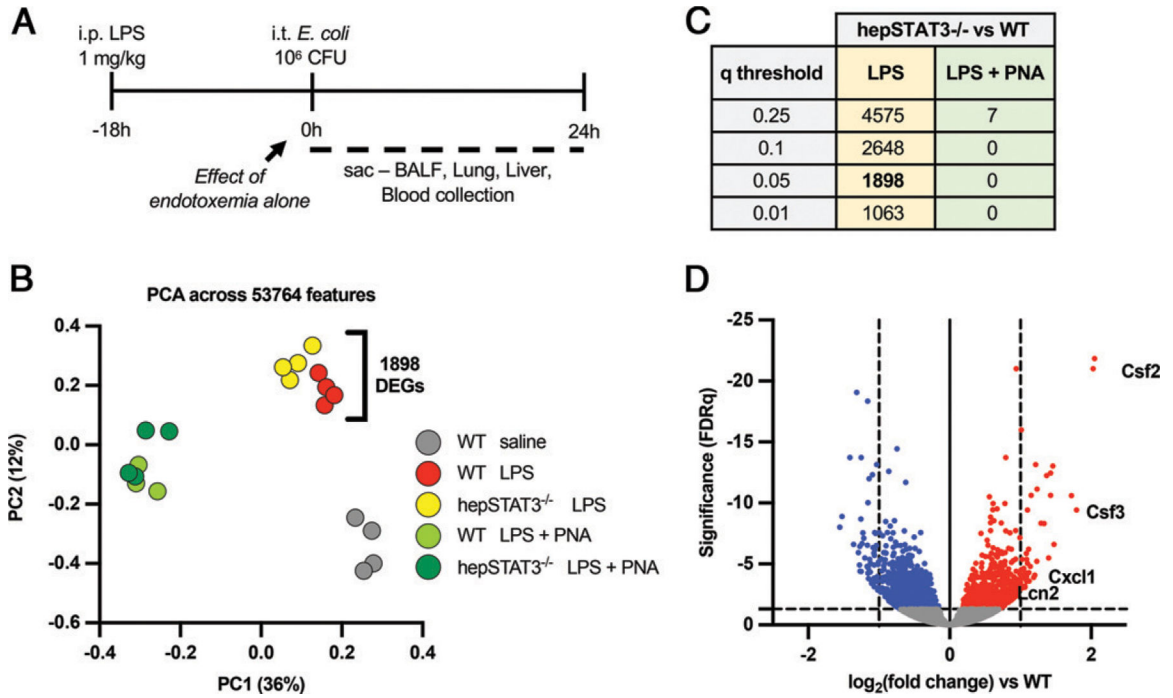 A
i.p. LPS
1 mg/kg
i.t. E. coli
10⁶ CFU
-18h
0h
24h
Effect of
endotoxemia alone
sac – BALF, Lung, Liver,
Blood collection
B
PCA across 53764 features
PC2 (12%)
0.4
0.2
0.0
-0.2
-0.4
-0.6
-0.4
-0.2
0.0
0.2
0.4
PC1 (36%)
1898
DEGs
WT saline
WT LPS
hepSTAT3⁻/⁻ LPS
WT LPS + PNA
hepSTAT3⁻/⁻ LPS + PNA
C
hepSTAT3-/- vs WT
q threshold LPS LPS + PNA
0.25 4575 7
0.1 2648 0
0.05 1898 0
0.01 1063 0
D
Significance (FDRq)
-25
-20
-15
-10
-5
0
-2
0
2
log₂(fold change) vs WT
Csf2
Csf3
Cxcl1
Lcn2